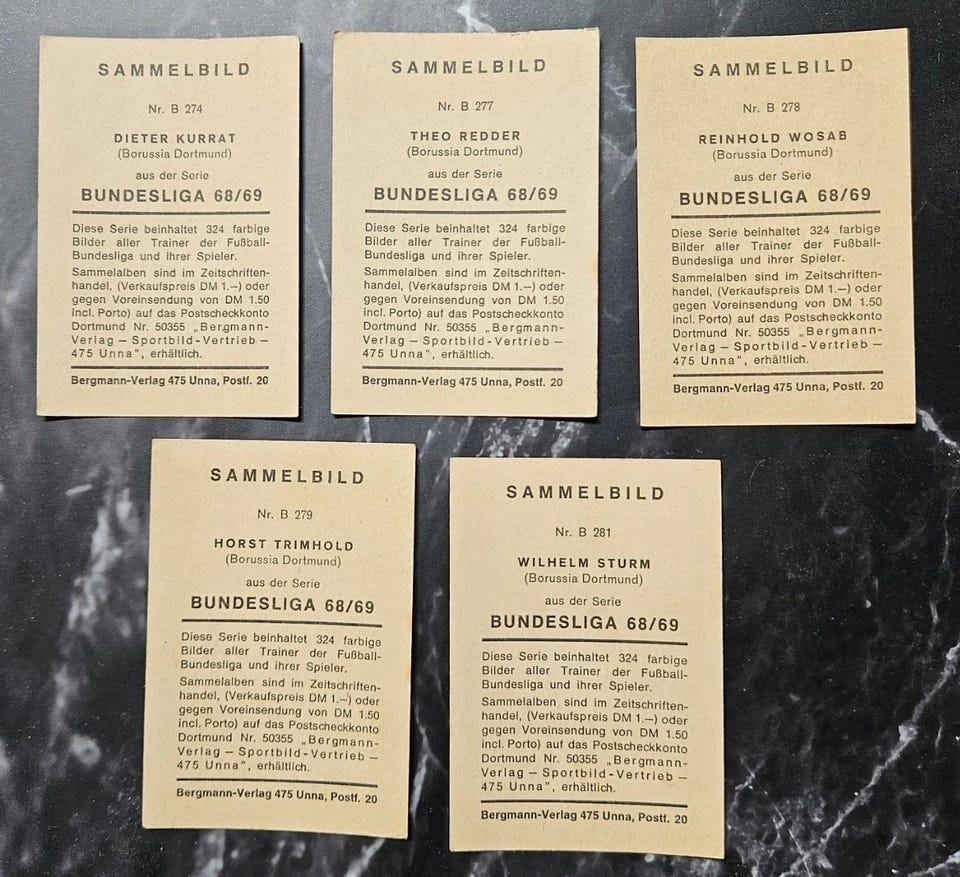 SAMMELBILD
Nr. B 274
DIETER KURRAT
(Borussia Dortmund)
aus der Serie
BUNDESLIGA 68/69
Diese Serie beinhaltet 324 farbige
Bilder aller Trainer der Fußball-
Bundesliga und ihrer Spieler.
Sammelalben sind im Zeitschriften-
handel, (Verkaufspreis DM 1.–) oder
gegen Voreinsendung von DM 1.50
incl. Porto) auf das Postscheckkonto
Dortmund Nr. 50355 „Bergmann-
Verlag – Sportbild-Vertrieb –
475 Unna", erhältlich.
Bergmann-Verlag 475 Unna, Postf. 20
SAMMELBILD
Nr. B 277
THEO REDDER
(Borussia Dortmund)
aus der Serie
BUNDESLIGA 68/69
Diese Serie beinhaltet 324 farbige
Bilder aller Trainer der Fußball-
Bundesliga und ihrer Spieler.
Sammelalben sind im Zeitschriften-
handel, (Verkaufspreis DM 1.–) oder
gegen Voreinsendung von DM 1.50
incl. Porto) auf das Postscheckkonto
Dortmund Nr. 50355 „Bergmann-
Verlag – Sportbild-Vertrieb –
475 Unna", erhältlich.
Bergmann-Verlag 475 Unna, Postf. 20
SAMMELBILD
Nr. B 278
REINHOLD WOSAB
(Borussia Dortmund)
aus der Serie
BUNDESLIGA 68/69
Diese Serie beinhaltet 324 farbige
Bilder aller Trainer der Fußball-
Bundesliga und ihrer Spieler.
Sammelalben sind im Zeitschriften-
handel, (Verkaufspreis DM 1.–) oder
gegen Voreinsendung von DM 1.50
incl. Porto) auf das Postscheckkonto
Dortmund Nr. 50355 „Bergmann-
Verlag – Sportbild-Vertrieb –
475 Unna", erhältlich.
Bergmann-Verlag 475 Unna, Postf. 20
SAMMELBILD
Nr. B 279
HORST TRIMHOLD
(Borussia Dortmund)
aus der Serie
BUNDESLIGA 68/69
Diese Serie beinhaltet 324 farbige
Bilder aller Trainer der Fußball-
Bundesliga und ihrer Spieler.
Sammelalben sind im Zeitschriften-
handel, (Verkaufspreis DM 1.–) oder
gegen Voreinsendung von DM 1.50
incl. Porto) auf das Postscheckkonto
Dortmund Nr. 50355 „Bergmann-
Verlag – Sportbild-Vertrieb –
475 Unna", erhältlich.
Bergmann-Verlag 475 Unna, Postf. 20
SAMMELBILD
Nr. B 281
WILHELM STURM
(Borussia Dortmund)
aus der Serie
BUNDESLIGA 68/69
Diese Serie beinhaltet 324 farbige
Bilder aller Trainer der Fußball-
Bundesliga und ihrer Spieler.
Sammelalben sind im Zeitschriften-
handel, (Verkaufspreis DM 1.–) oder
gegen Voreinsendung von DM 1.50
incl. Porto) auf das Postscheckkonto
Dortmund Nr. 50355 „Bergmann-
Verlag – Sportbild-Vertrieb –
475 Unna", erhältlich.
Bergmann-Verlag 475 Unna, Postf. 20